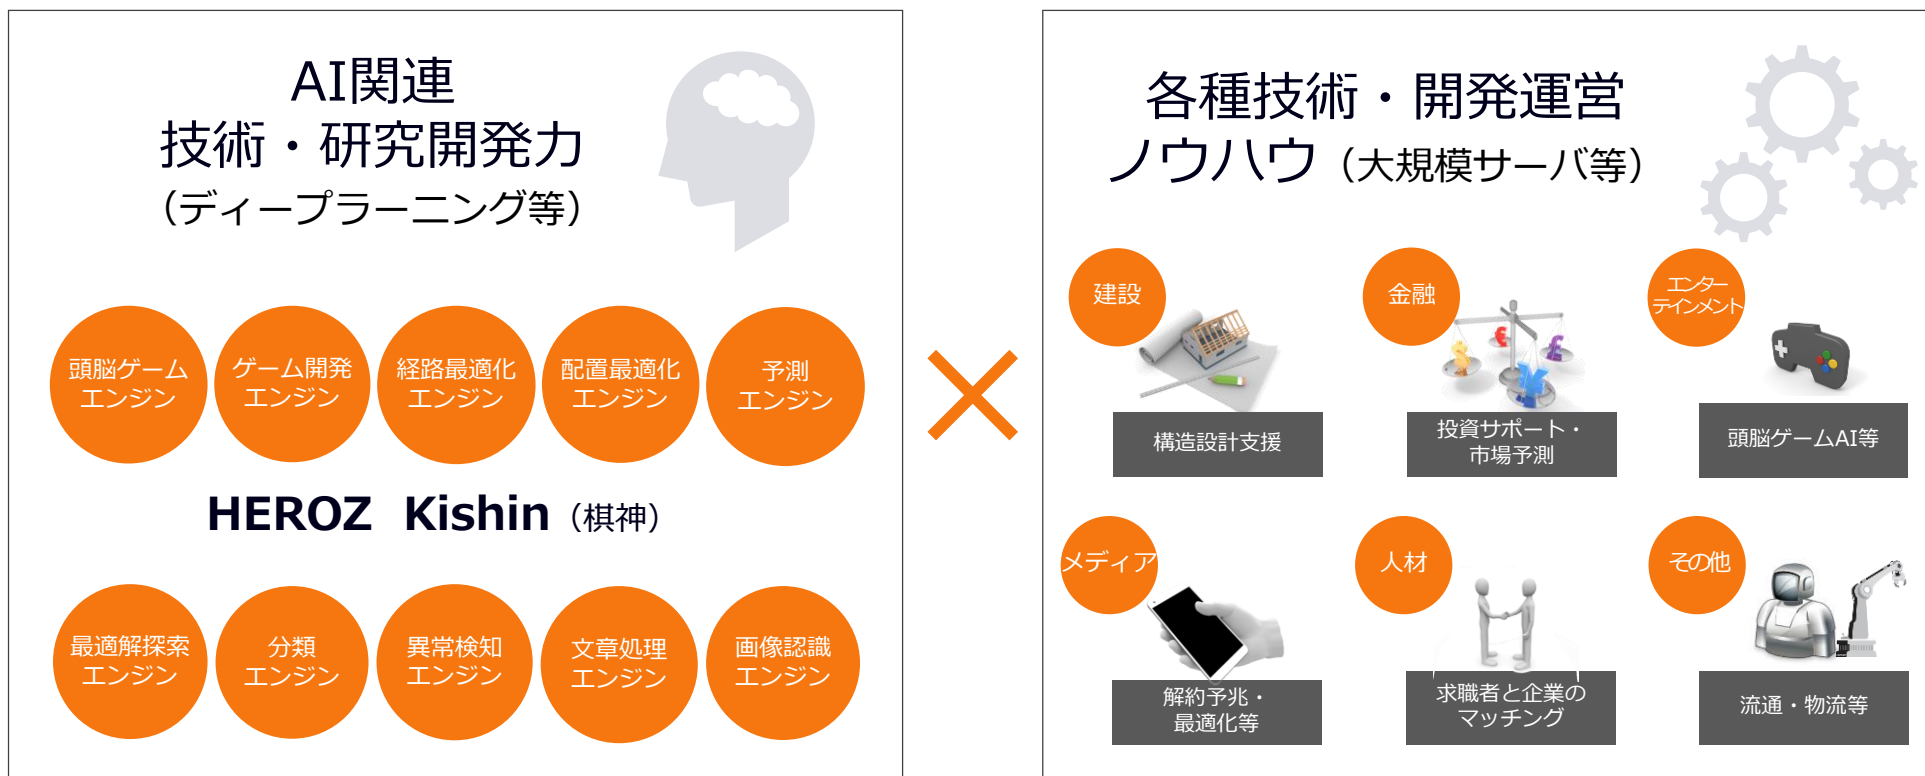 AI関連
技術・研究開発力
（ディープラーニング等）
頭脳ゲーム
エンジン
ゲーム開発
エンジン
経路最適化
エンジン
配置最適化
エンジン
予測
エンジン
HEROZ Kishin（棋神）
最適解探索
エンジン
分類
エンジン
異常検知
エンジン
文章処理
エンジン
画像認識
エンジン
×
各種技術・開発運営
ノウハウ（大規模サーバ等）
建設
構造設計支援
金融
投資サポート・
市場予測
エンター
テインメント
頭脳ゲームAI等
メディア
解約予兆・
最適化等
人材
求職者と企業の
マッチング
その他
流通・物流等